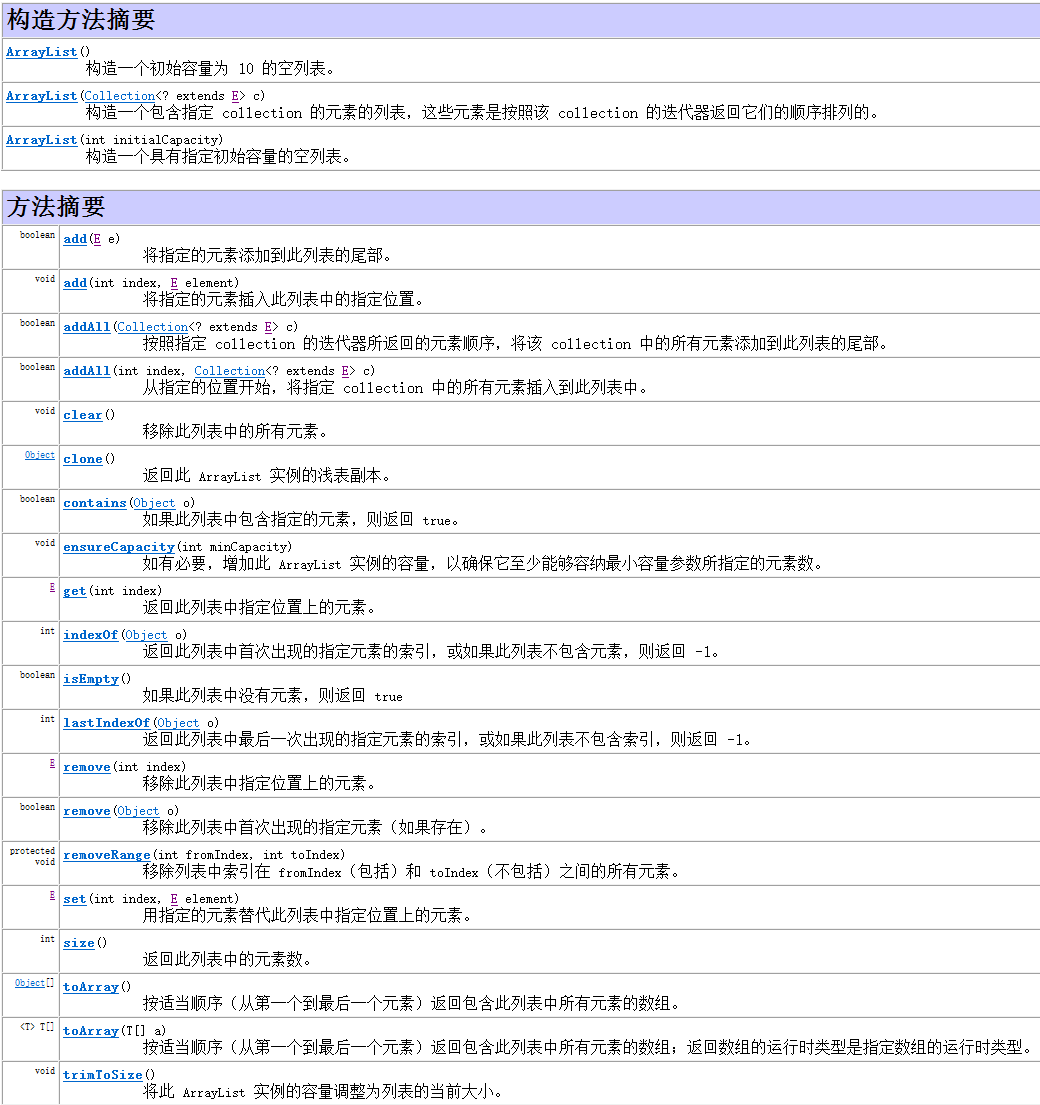 构造方法摘要
ArrayList()
构造一个初始容量为 10 的空列表。
ArrayList(Collection<? extends E> c)
构造一个包含指定 collection 的元素的列表，这些元素是按照该 collection 的迭代器返回它们的顺序排列的。
ArrayList(int initialCapacity)
构造一个具有指定初始容量的空列表。
方法摘要
boolean add(E e)
将指定的元素添加到此列表的尾部。
void add(int index, E element)
将指定的元素插入此列表中的指定位置。
boolean addAll(Collection<? extends E> c)
按照指定 collection 的迭代器所返回的元素顺序，将该 collection 中的所有元素添加到此列表的尾部。
boolean addAll(int index, Collection<? extends E> c)
从指定的位置开始，将指定 collection 中的所有元素插入到此列表中。
void clear()
移除此列表中的所有元素。
Object clone()
返回此 ArrayList 实例的浅表副本。
boolean contains(Object o)
如果此列表中包含指定的元素，则返回 true。
void ensureCapacity(int minCapacity)
如有必要，增加此 ArrayList 实例的容量，以确保它至少能够容纳最小容量参数所指定的元素数。
E get(int index)
返回此列表中指定位置上的元素。
int indexOf(Object o)
返回此列表中首次出现的指定元素的索引，或如果此列表不包含元素，则返回 -1。
boolean isEmpty()
如果此列表中没有元素，则返回 true
int lastIndexOf(Object o)
返回此列表中最后一次出现的指定元素的索引，或如果此列表不包含索引，则返回 -1。
E remove(int index)
移除此列表中指定位置上的元素。
boolean remove(Object o)
移除此列表中首次出现的指定元素（如果存在）。
protected void removeRange(int fromIndex, int toIndex)
移除列表中索引在 fromIndex（包括）和 toIndex（不包括）之间的所有元素。
E set(int index, E element)
用指定的元素替代此列表中指定位置上的元素。
int size()
返回此列表中的元素数。
Object[] toArray()
按适当顺序（从第一个到最后一个元素）返回包含此列表中所有元素的数组。
<T> T[] toArray(T[] a)
按适当顺序（从第一个到最后一个元素）返回包含此列表中所有元素的数组；返回数组的运行时类型是指定数组的运行时类型。
void trimToSize()
将此 ArrayList 实例的容量调整为列表的当前大小。